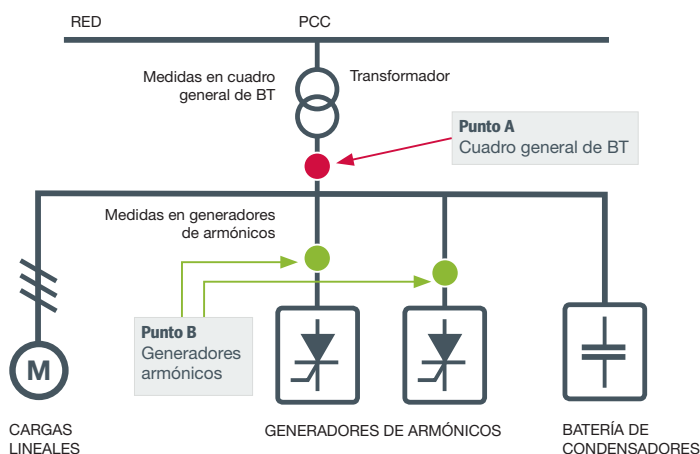 RED
PCC
Medidas en cuadro
general de BT
Transformador
Punto A
Cuadro general de BT
Medidas en generadores
de armónicos
Punto B
Generadores
armónicos
M
CARGAS
LINEALES
GENERADORES DE ARMÓNICOS
BATERÍA DE
CONDENSADORES